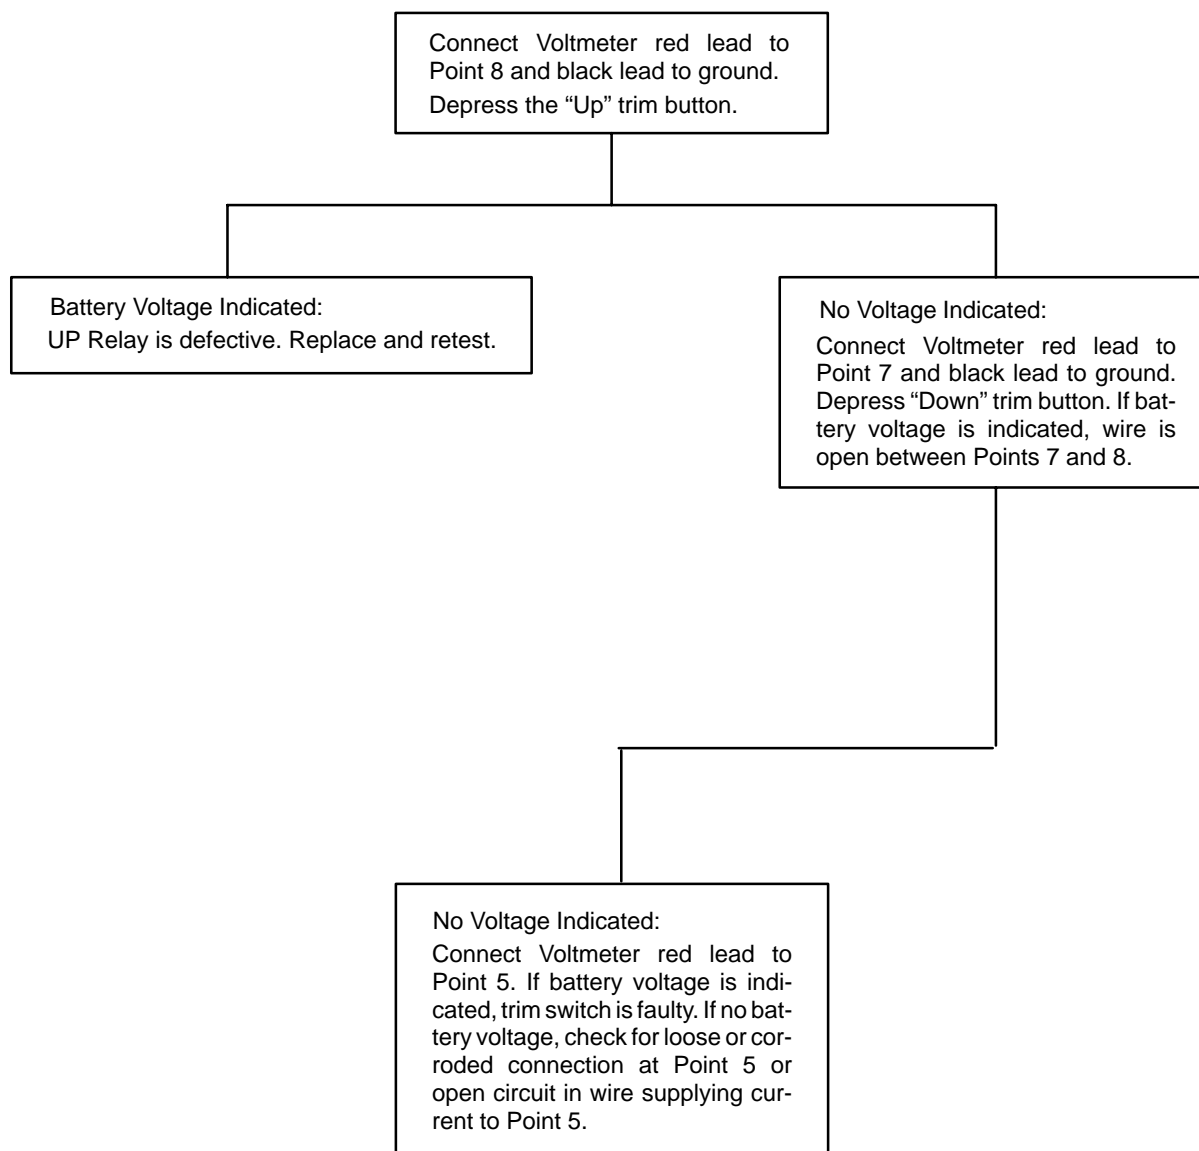 Connect Voltmeter red lead to
Point 8 and black lead to ground.
Depress the “Up” trim button.
Battery Voltage Indicated:
UP Relay is defective. Replace and retest.
No Voltage Indicated:
Connect Voltmeter red lead to
Point 7 and black lead to ground.
Depress “Down” trim button. If bat-
tery voltage is indicated, wire is
open between Points 7 and 8.
No Voltage Indicated:
Connect Voltmeter red lead to
Point 5. If battery voltage is indi-
cated, trim switch is faulty. If no bat-
tery voltage, check for loose or cor-
roded connection at Point 5 or
open circuit in wire supplying cur-
rent to Point 5.